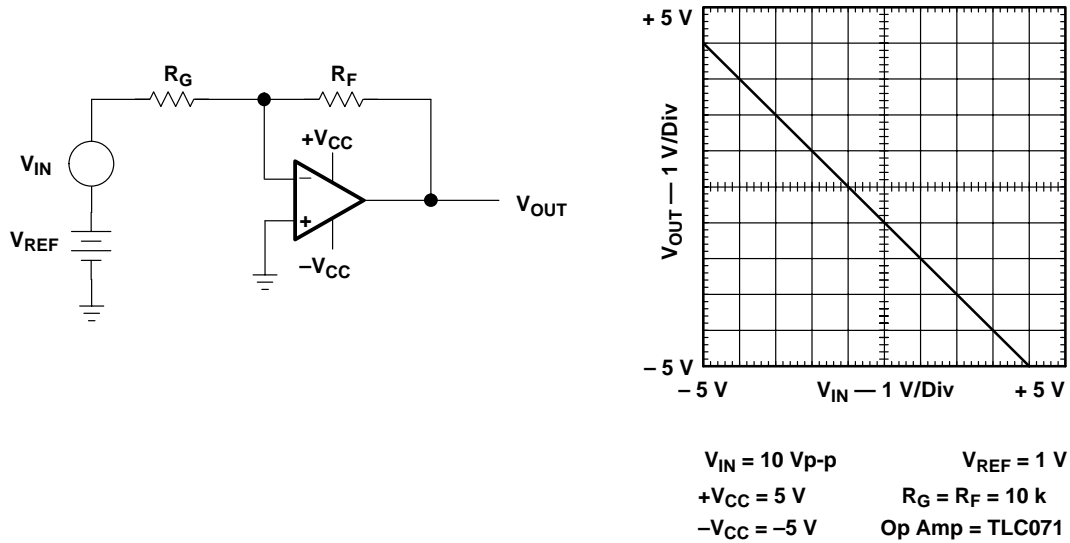 R_G
R_F
+V_CC
V_IN
−
+
V_OUT
V_REF
−V_CC
+ 5 V
V_OUT — 1 V/Div
− 5 V
− 5 V
V_IN — 1 V/Div
+ 5 V
V_IN = 10 Vp-p
V_REF = 1 V
+V_CC = 5 V
R_G = R_F = 10 k
−V_CC = −5 V
Op Amp = TLC071